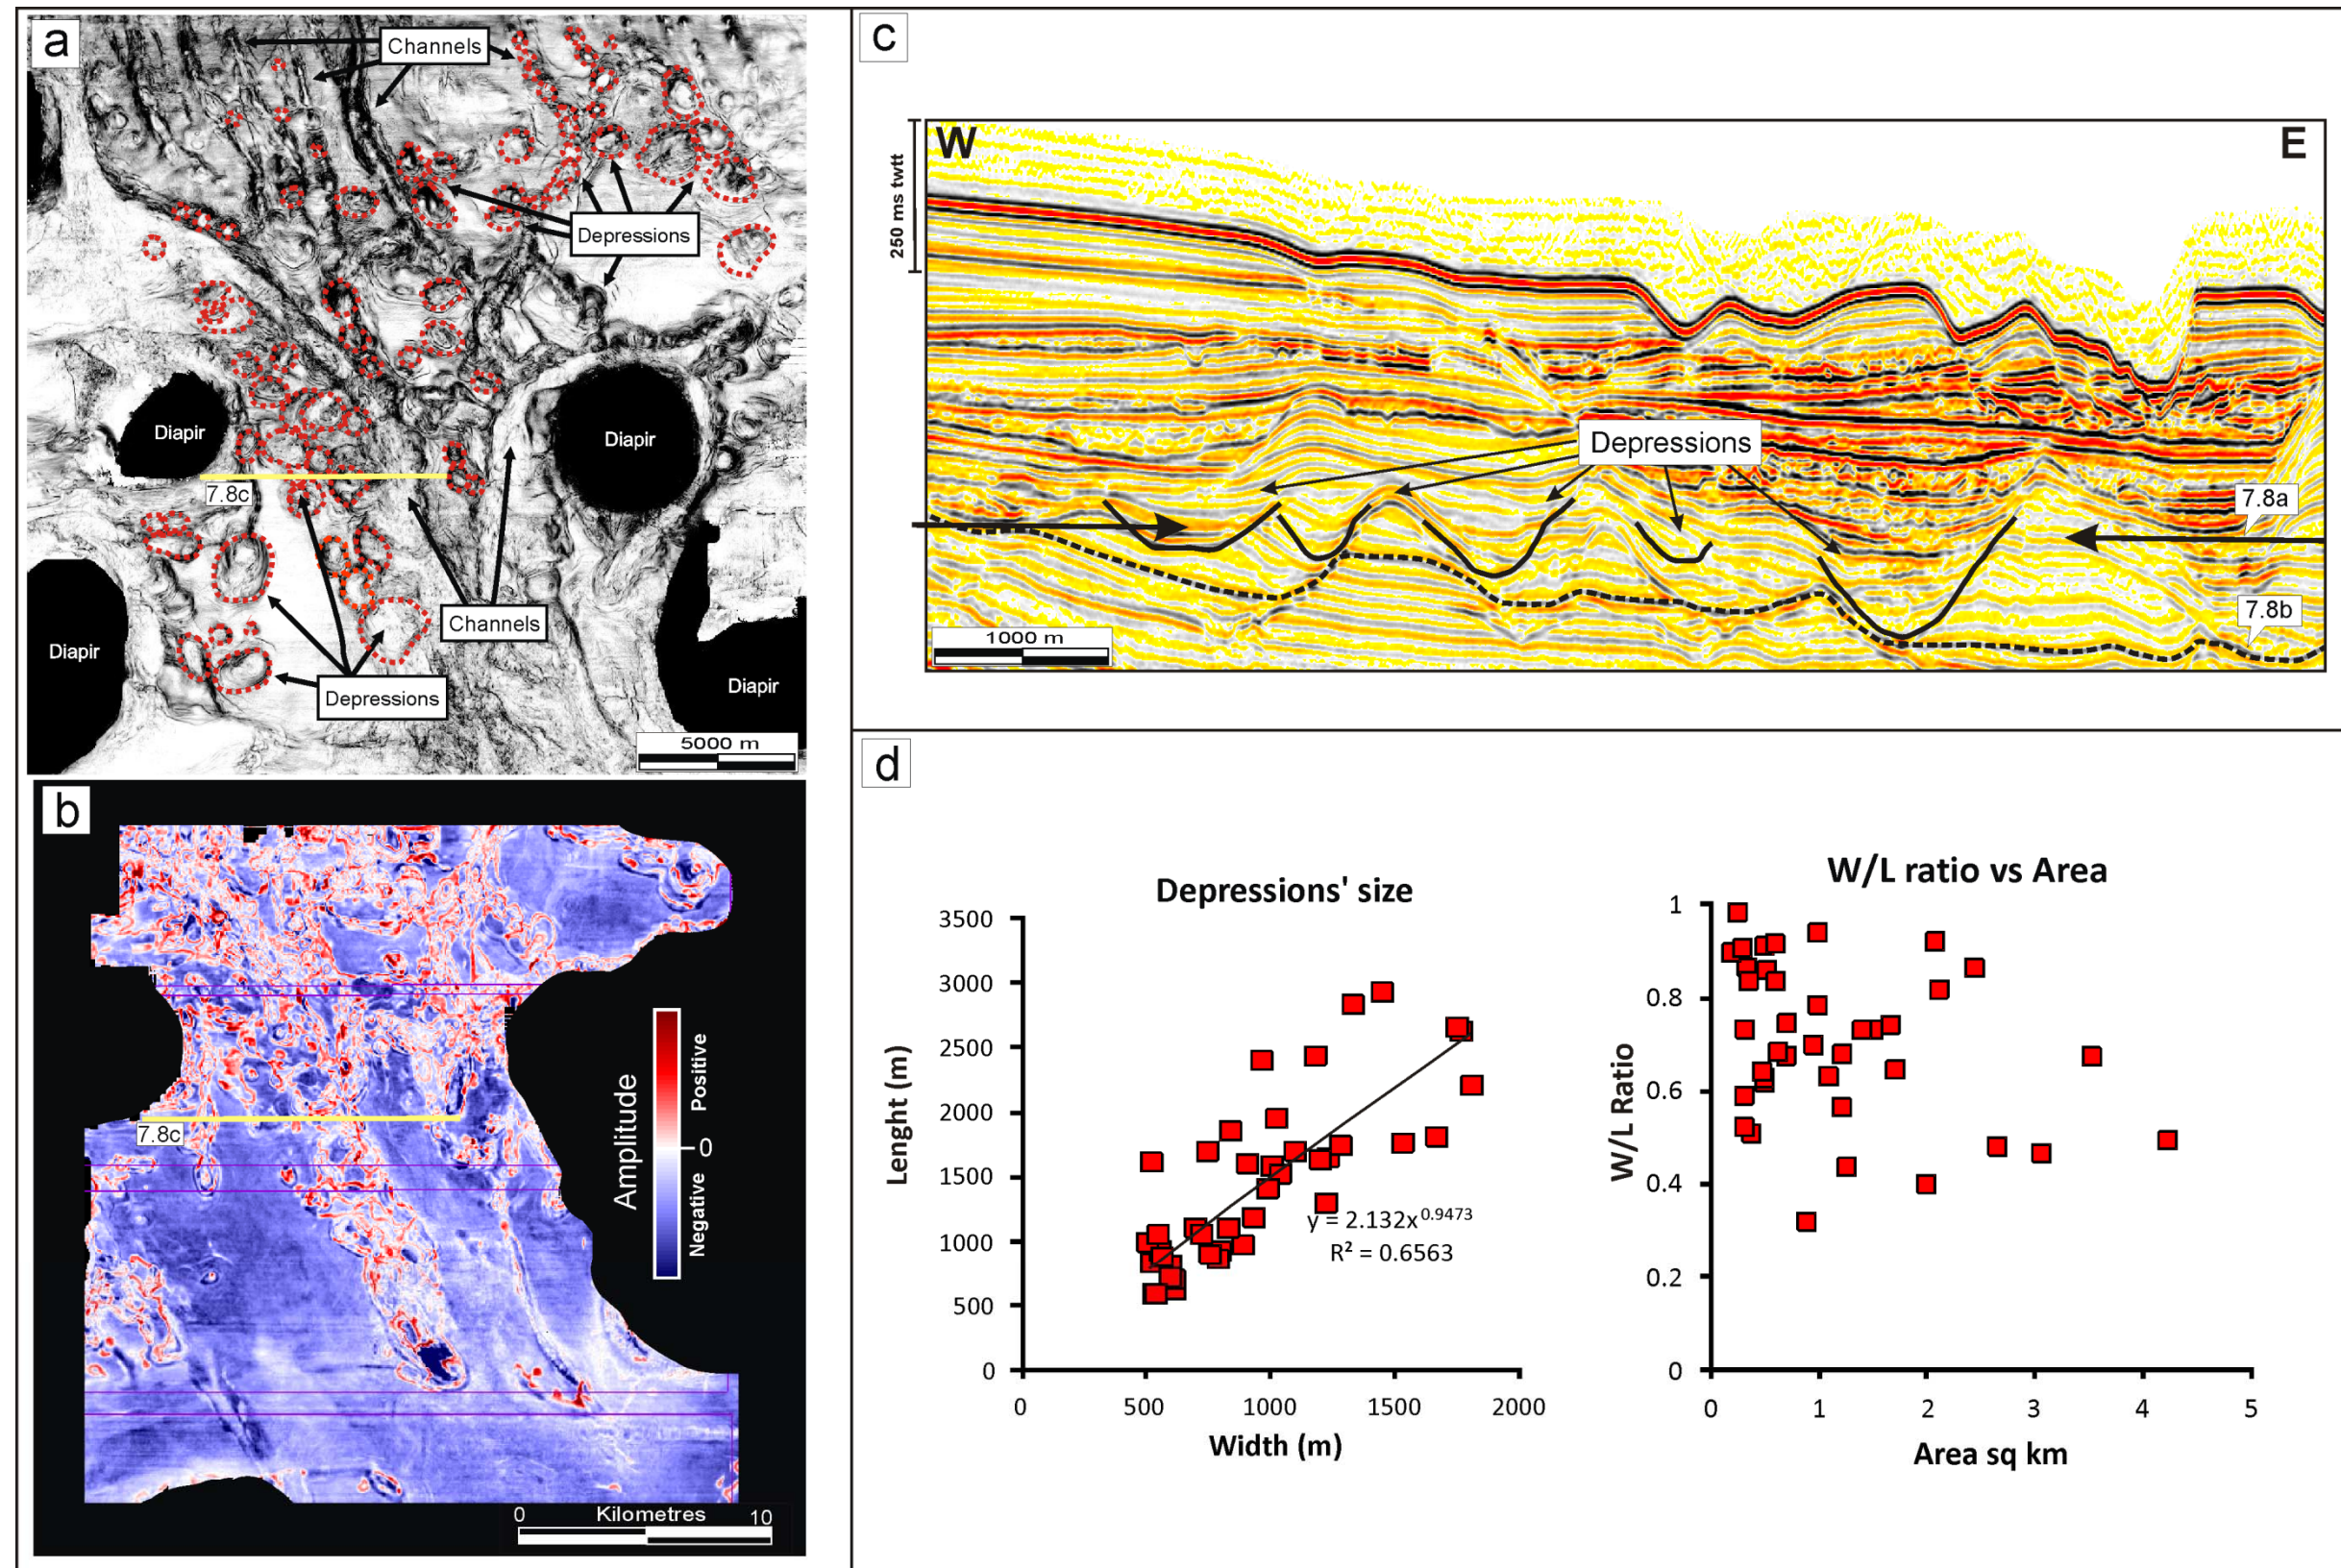 a
Channels
Depressions
Diapir
Diapir
7.8c
Channels
Diapir
Depressions
Diapir
5000 m
b
7.8c
Amplitude
Positive
0
Negative
0 Kilometres 10
c
W
E
250 ms twtt
Depressions
7.8a
7.8b
1000 m
d
Depressions' size
3500
3000
2500
2000
1500
1000
500
0
Lenght (m)
y = 2.132x^0.9473
R² = 0.6563
0 500 1000 1500 2000
Width (m)
W/L ratio vs Area
1
0.8
0.6
0.4
0.2
0
W/L Ratio
0 1 2 3 4 5
Area sq km